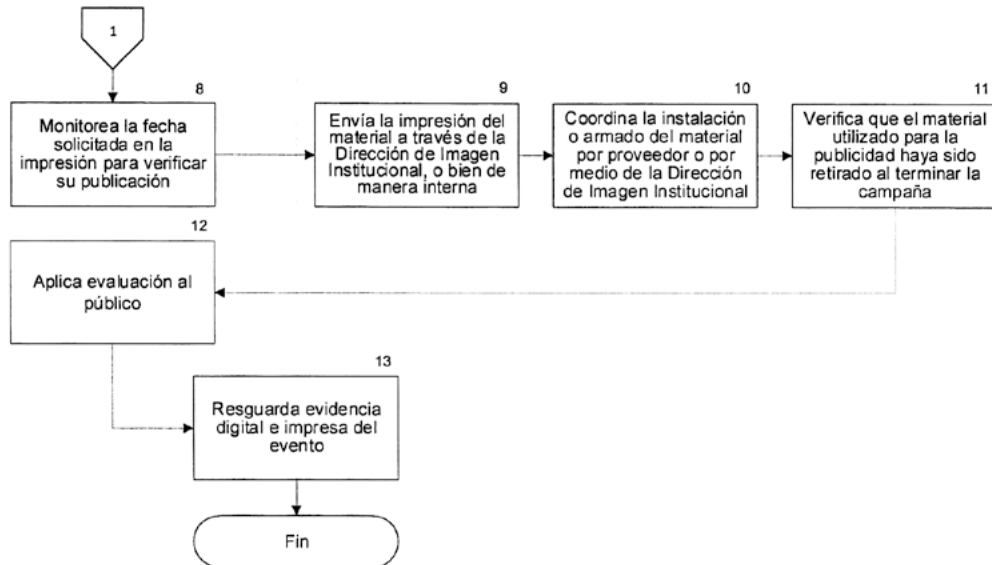 1
8
Monitorea la fecha
solicitada en la
impresión para verificar
su publicación
9
Envía la impresión del
material a través de la
Dirección de Imagen
Institucional, o bien de
manera interna
10
Coordina la instalación
o armado del material
por proveedor o por
medio de la Dirección
de Imagen Institucional
11
Verifica que el material
utilizado para la
publicidad haya sido
retirado al terminar la
campaña
12
Aplica evaluación al
público
13
Resguarda evidencia
digital e impresa del
evento
Fin